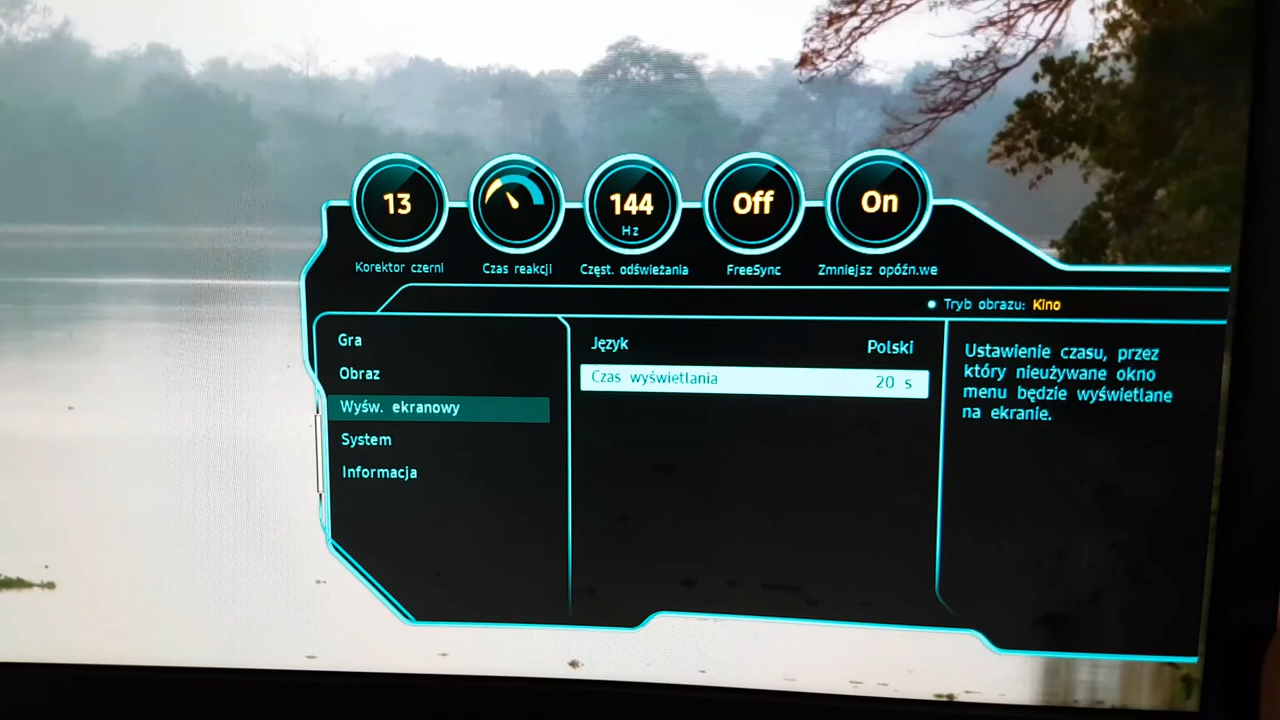 13
144
Hz
Off
On
Korektor czerni
Czas reakcji
Częst. odświeżania
FreeSync
Zmniejsz opóźn.we
Tryb obrazu: Kino
Gra
Obraz
Wyśw. ekranowy
System
Informacja
Język Polski
Czas wyświetlania 20 s
Ustawienie czasu, przez
który nieużywane okno
menu będzie wyświetlane
na ekranie.